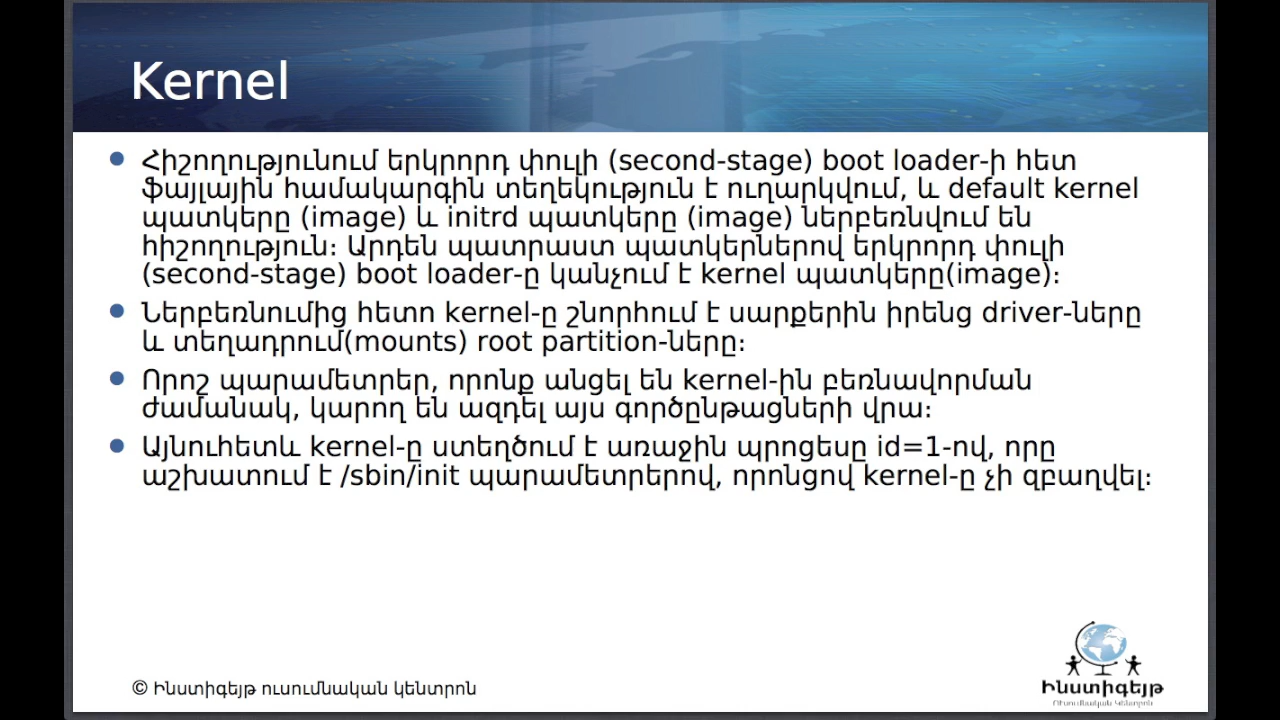 Kernel
Հիշողությունում երկրորդ փուլի (second-stage) boot loader-ի հետ
ֆայլային համակարգին տեղեկություն է ուղարկվում, և default kernel
պատկերը (image) և initrd պատկերը (image) ներբեռնվում են
հիշողություն։ Արդեն պատրաստ պատկերներով երկրորդ փուլի
(second-stage) boot loader-ը կանչում է kernel պատկերը(image)։
Ներբեռնումից հետո kernel-ը շնորհում է սարքերին իրենց driver-ները
և տեղադրում(mounts) root partition-ները։
Որոշ պարամետրեր, որոնք անցել են kernel-ին բեռնավորման
ժամանակ, կարող են ազդել այս գործընթացների վրա։
Այնուհետև kernel-ը ստեղծում է առաջին պրոցեսը id=1-ով, որը
աշխատում է /sbin/init պարամետրերով, որոնցով kernel-ը չի զբաղվել։
© Ինստիգեյթ ուսումնական կենտրոն
Ինստիգեյթ
Ուսումնական Կենտրոն